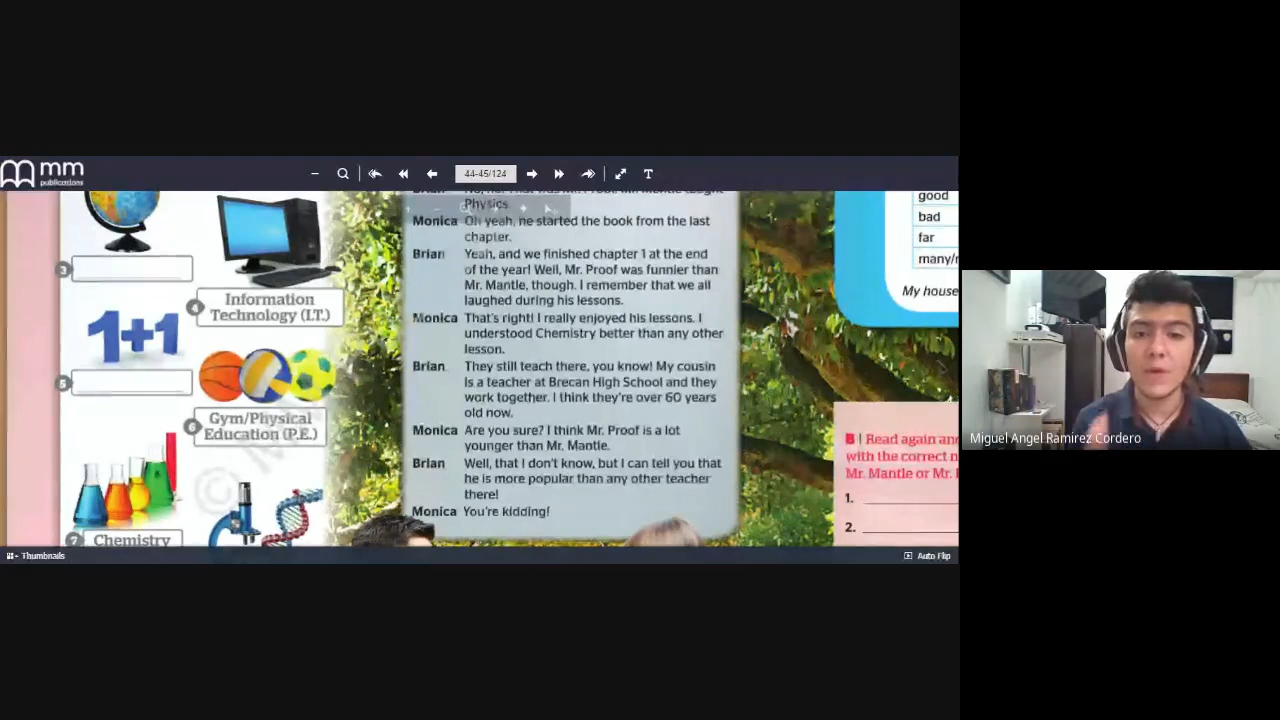 mm
publications
44-45/124
T
3
4
Information
Technology (I.T.)
1+1
5
6
Gym/Physical
Education (P.E.)
7
Chemistry
Physics.
Monica Oh yeah, he started the book from the last
chapter.
Brian Yeah, and we finished chapter 1 at the end
of the year! Well, Mr. Proof was funnier than
Mr. Mantle, though. I remember that we all
laughed during his lessons.
Monica That's right! I really enjoyed his lessons. I
understood Chemistry better than any other
lesson.
Brian They still teach there, you know! My cousin
is a teacher at Brecan High School and they
work together. I think they're over 60 years
old now.
Monica Are you sure? I think Mr. Proof is a lot
younger than Mr. Mantle.
Brian Well, that I don't know, but I can tell you that
he is more popular than any other teacher
there!
Monica You're kidding!
good
bad
far
many/
My house
B | Read again an
with the correct n
Mr. Mantle or Mr.
1.
2.
Thumbnails
Auto Flip
Miguel Angel Ramirez Cordero